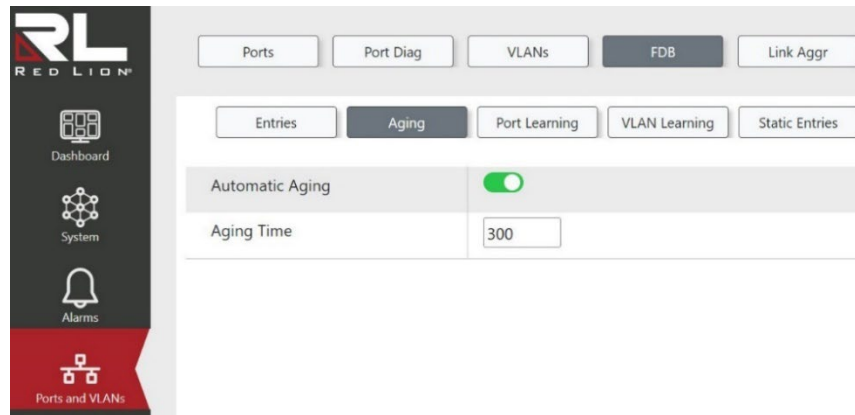 RL
RED LION®
Ports Port Diag VLANs FDB Link Aggr
Entries Aging Port Learning VLAN Learning Static Entries
Dashboard
Automatic Aging
Aging Time 300
System
Alarms
Ports and VLANs